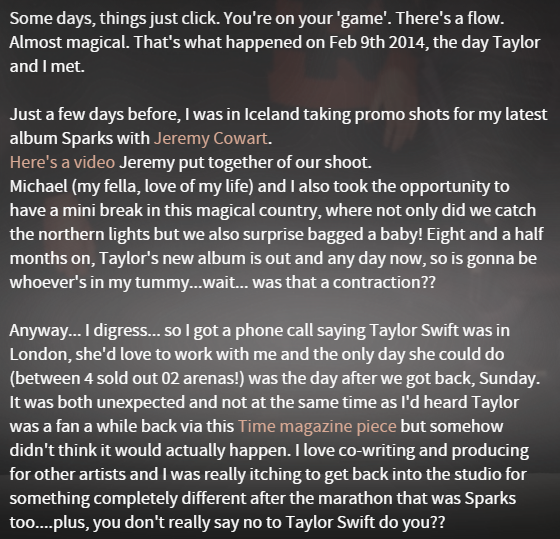 Some days, things just click. You're on your 'game'. There's a flow.
Almost magical. That's what happened on Feb 9th 2014, the day Taylor
and I met.
Just a few days before, I was in Iceland taking promo shots for my latest
album Sparks with Jeremy Cowart.
Here's a video Jeremy put together of our shoot.
Michael (my fella, love of my life) and I also took the opportunity to
have a mini break in this magical country, where not only did we catch
the northern lights but we also surprise bagged a baby! Eight and a half
months on, Taylor's new album is out and any day now, so is gonna be
whoever's in my tummy...wait... was that a contraction??
Anyway... I digress... so I got a phone call saying Taylor Swift was in
London, she'd love to work with me and the only day she could do
(between 4 sold out 02 arenas!) was the day after we got back, Sunday.
It was both unexpected and not at the same time as I'd heard Taylor
was a fan a while back via this Time magazine piece but somehow
didn't think it would actually happen. I love co-writing and producing
for other artists and I was really itching to get back into the studio for
something completely different after the marathon that was Sparks
too....plus, you don't really say no to Taylor Swift do you??